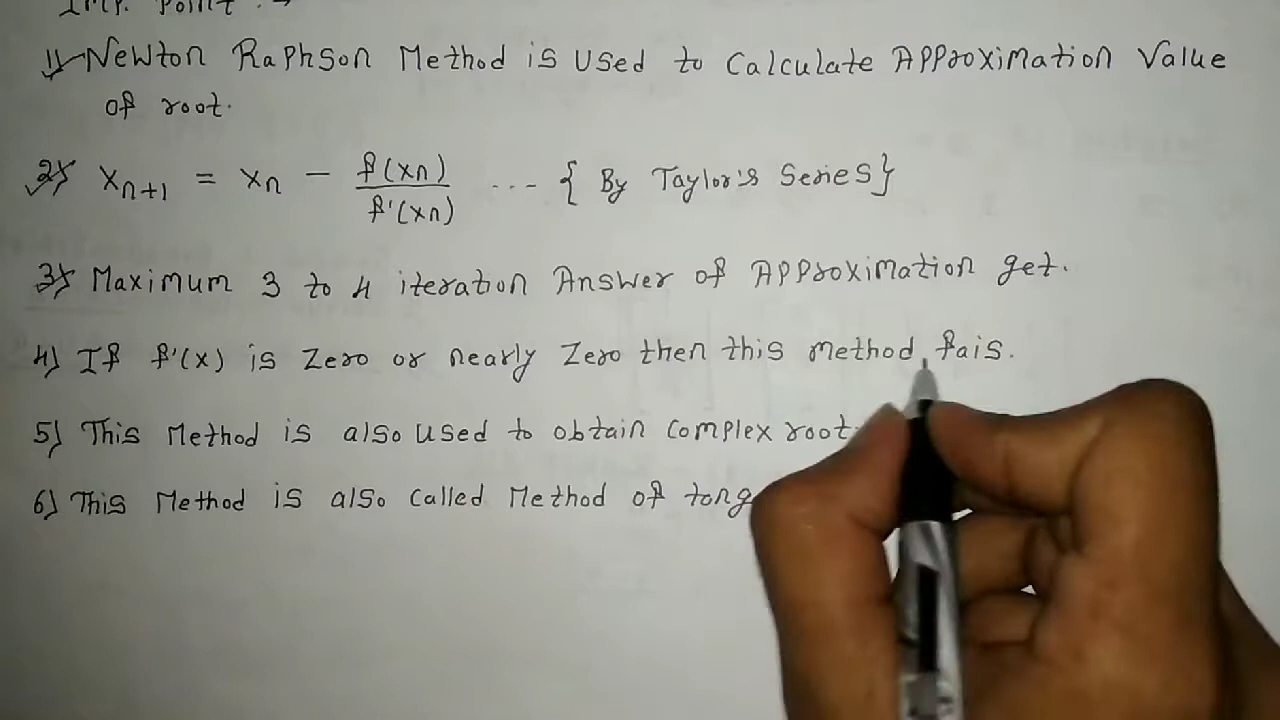 Imp. Point :→
1) Newton Raphson Method is Used to Calculate Approximation Value
of root.
2) Xn+1 = Xn - f(xn)/f'(xn) ... { By Taylor's Series}
3) Maximum 3 to 4 iteration Answer of Approximation get.
4) If f'(x) is Zero or nearly Zero then this method fais.
5) This Method is also used to obtain complex root.
6) This Method is also called Method of tang